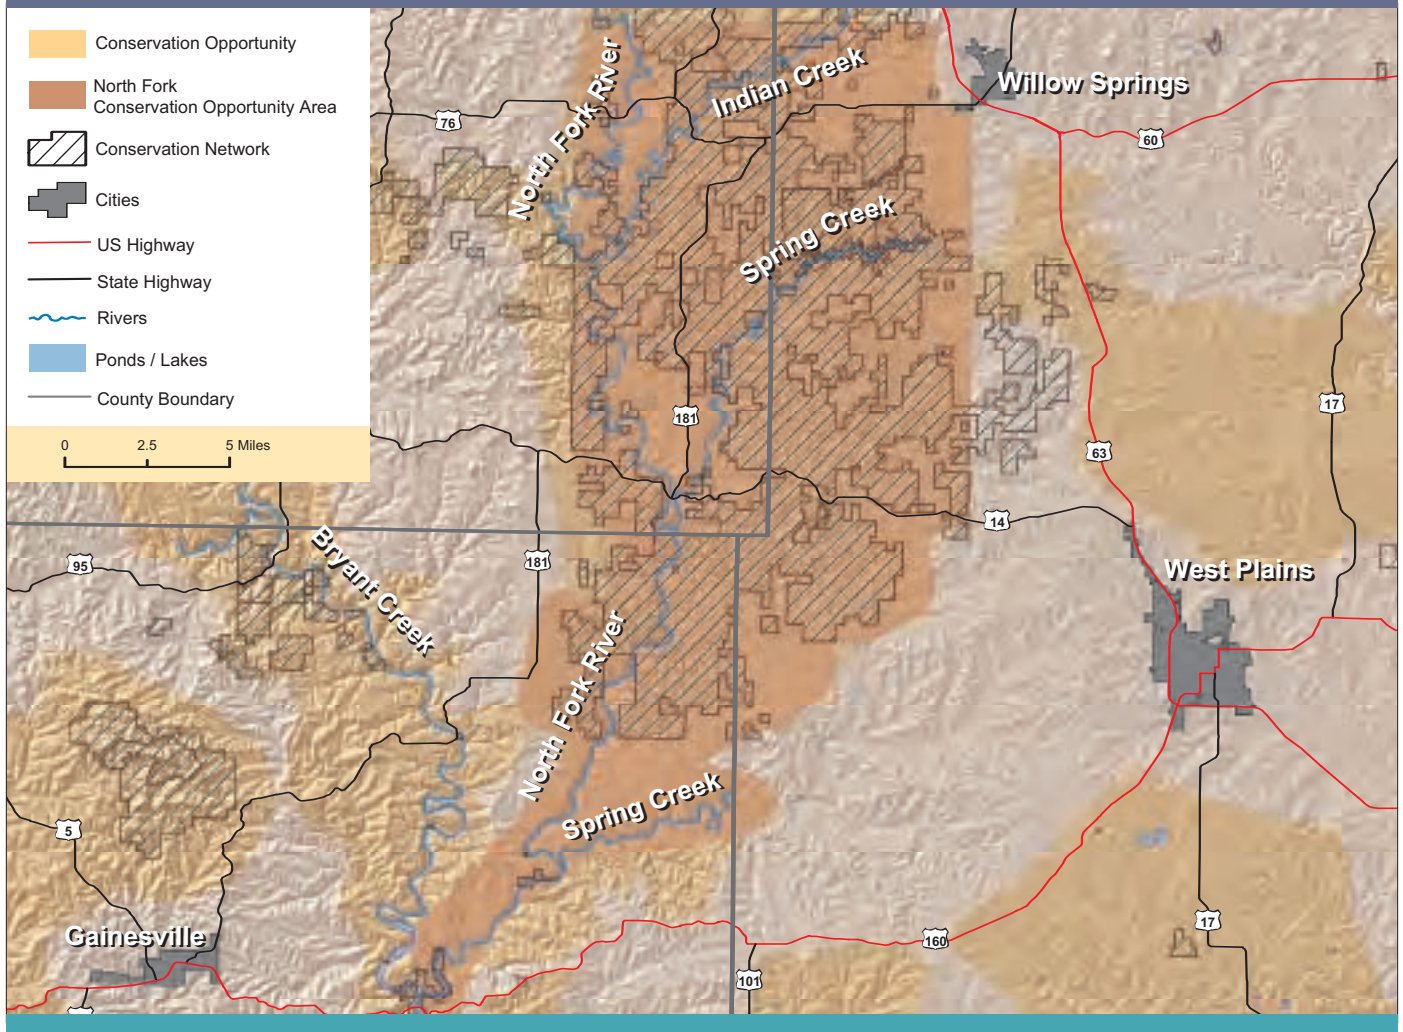 Conservation Opportunity
North Fork
Conservation Opportunity Area
Conservation Network
Cities
US Highway
State Highway
Rivers
Ponds / Lakes
County Boundary
0 2.5 5 Miles
North Fork River
Indian Creek
Willow Springs
76
60
Spring Creek
181
17
63
14
Bryant Creek
95
181
West Plains
North Fork River
Spring Creek
5
Gainesville
160
17
101